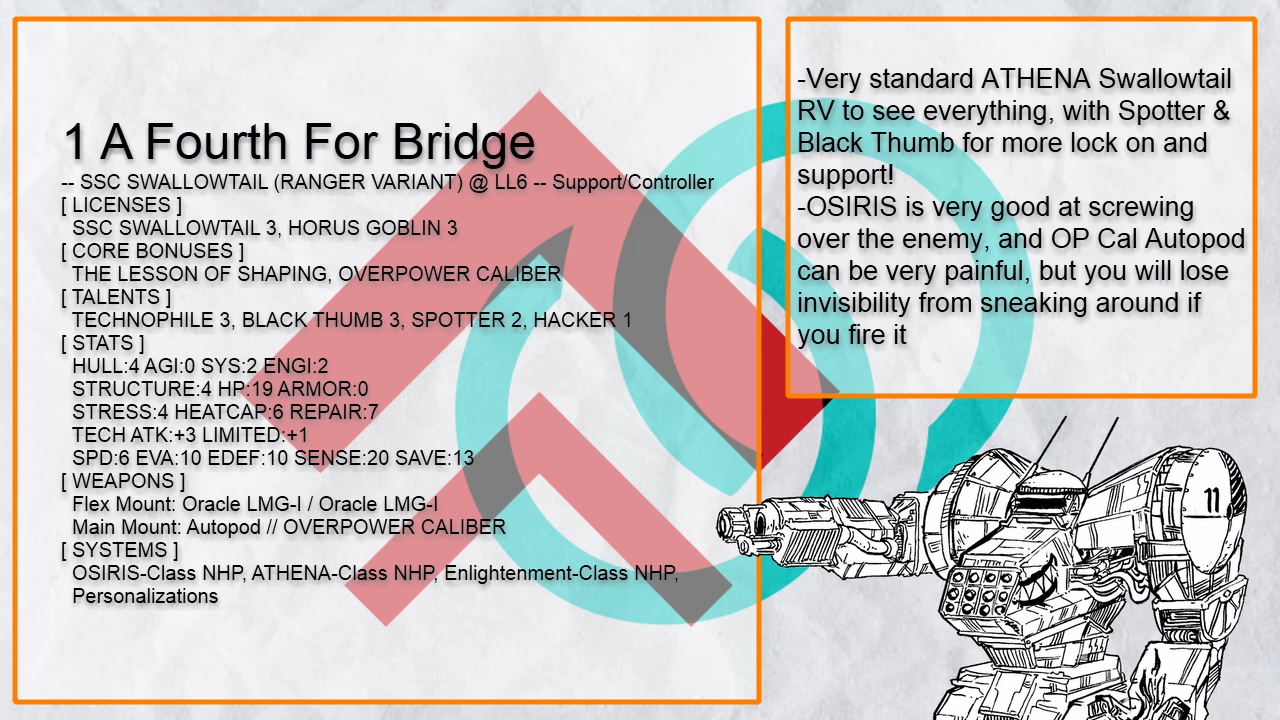 1 A Fourth For Bridge
-- SSC SWALLOWTAIL (RANGER VARIANT) @ LL6 -- Support/Controller
[ LICENSES ]
SSC SWALLOWTAIL 3, HORUS GOBLIN 3
[ CORE BONUSES ]
THE LESSON OF SHAPING, OVERPOWER CALIBER
[ TALENTS ]
TECHNOPHILE 3, BLACK THUMB 3, SPOTTER 2, HACKER 1
[ STATS ]
HULL:4 AGI:0 SYS:2 ENGI:2
STRUCTURE:4 HP:19 ARMOR:0
STRESS:4 HEATCAP:6 REPAIR:7
TECH ATK:+3 LIMITED:+1
SPD:6 EVA:10 EDEF:10 SENSE:20 SAVE:13
[ WEAPONS ]
Flex Mount: Oracle LMG-I / Oracle LMG-I
Main Mount: Autopod // OVERPOWER CALIBER
[ SYSTEMS ]
OSIRIS-Class NHP, ATHENA-Class NHP, Enlightenment-Class NHP,
Personalizations
-Very standard ATHENA Swallowtail
RV to see everything, with Spotter &
Black Thumb for more lock on and
support!
-OSIRIS is very good at screwing
over the enemy, and OP Cal Autopod
can be very painful, but you will lose
invisibility from sneaking around if
you fire it
11